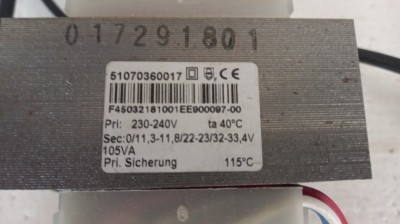 017291801
51070360017 CE
F45032181001EE900097-00
Pri: 230-240V ta 40°C
Sec:0/11,3-11,8/22-23/32-33,4V
105VA
Pri. Sicherung 115°C